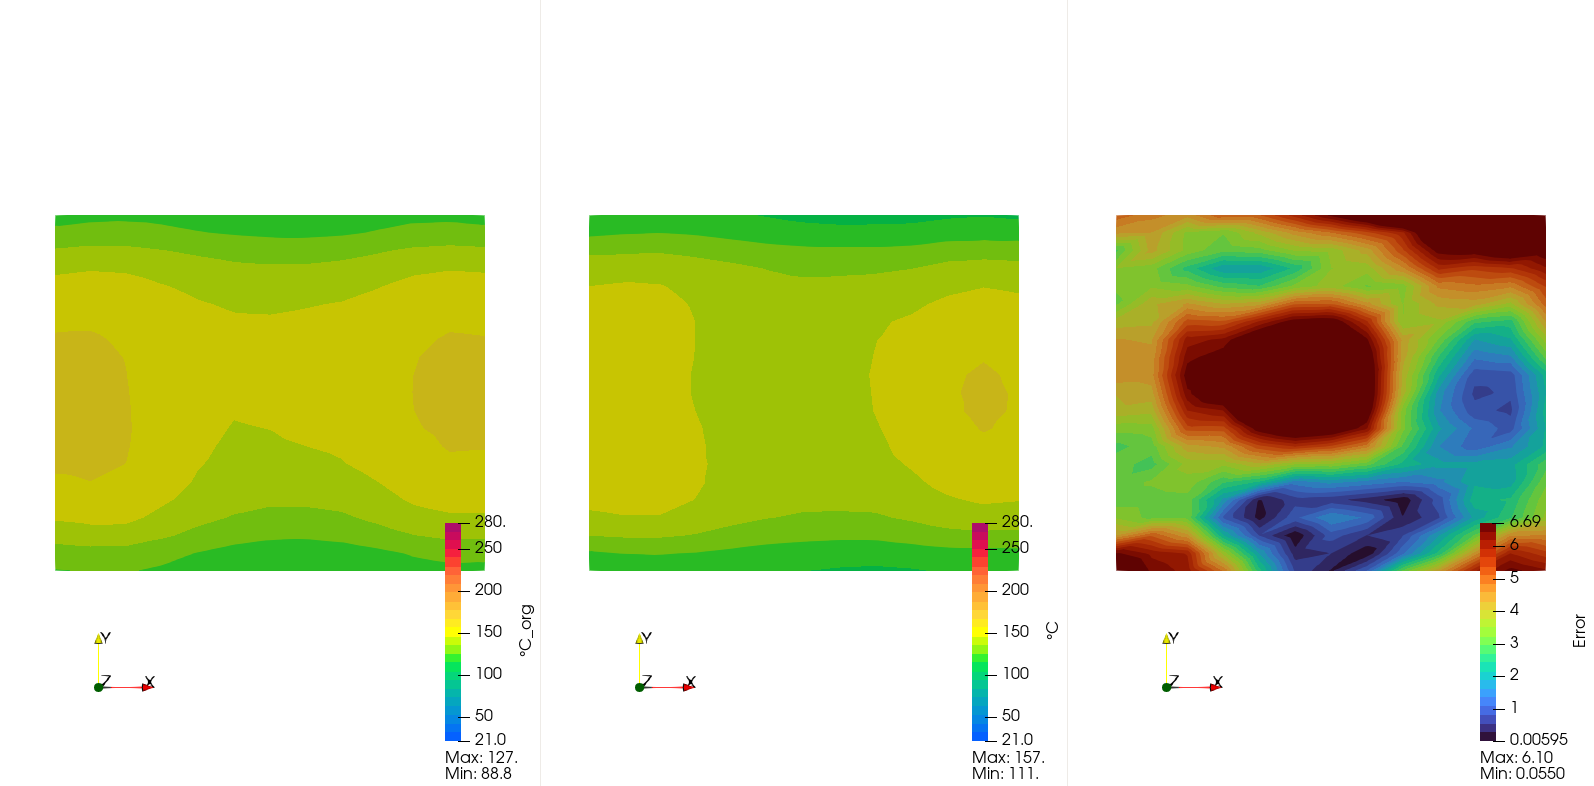 280.
250
200
150
100
50
21.0
°C_org
Max: 127.
Min: 88.8
Y
Z
X
280.
250
200
150
100
50
21.0
°C
Max: 157.
Min: 111.
Y
Z
X
6.69
6
5
4
3
2
1
0.00595
Error
Max: 6.10
Min: 0.0550
Y
Z
X